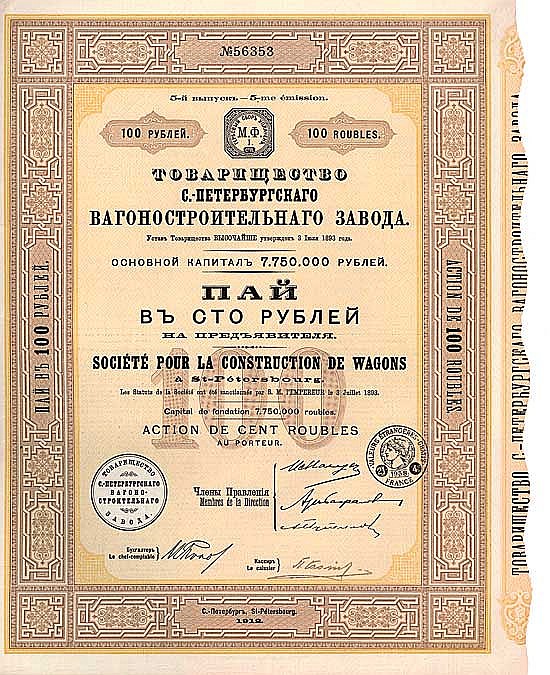 №56353
5-й выпускъ – 5-me émission.
100 РУБЛЕЙ.
М.Ф.
1.
100 ROUBLES.
ТОВАРИЩЕСТВО
С.-ПЕТЕРБУРГСКАГО
ВАГОНОСТРОИТЕЛЬНАГО ЗАВОДА.
Уставъ Товарищества ВЫСОЧАЙШЕ утвержденъ 3 Іюля 1893 года.
ОСНОВНОЙ КАПИТАЛЪ 7.750.000 РУБЛЕЙ.
ПАЙ
ВЪ СТО РУБЛЕЙ
НА ПРЕДЪЯВИТЕЛЯ.
100
SOCIÉTÉ POUR LA CONSTRUCTION DE WAGONS
à St-Pétersbourg.
Les Statuts de la Société ont été sanctionnés par S. M. l'EMPEREUR le 3 Juillet 1893.
Capital de fondation 7.750.000 roubles.
ACTION DE CENT ROUBLES
AU PORTEUR.
ПАЙ ВЪ 100 РУБЛЕЙ.
ACTION DE 100 ROUBLES
ТОВАРИЩЕСТВО С.-ПЕТЕРБУРГСКАГО ВАГОНОСТРОИТЕЛЬНАГО ЗАВОДА
ТОВАРИЩЕСТВО
С.-ПЕТЕРБУРГСКАГО
ВАГОНО-
СТРОИТЕЛЬНАГО
ЗАВОДА.
VALEURS ÉTRANGÈRES
FRANCE
Члены Правленія
Membres de la Direction
Бухгалтеръ
Le chef-comptable
Кассиръ
Le caissier
С.-Петербургъ, St-Pétersbourg.
1912.